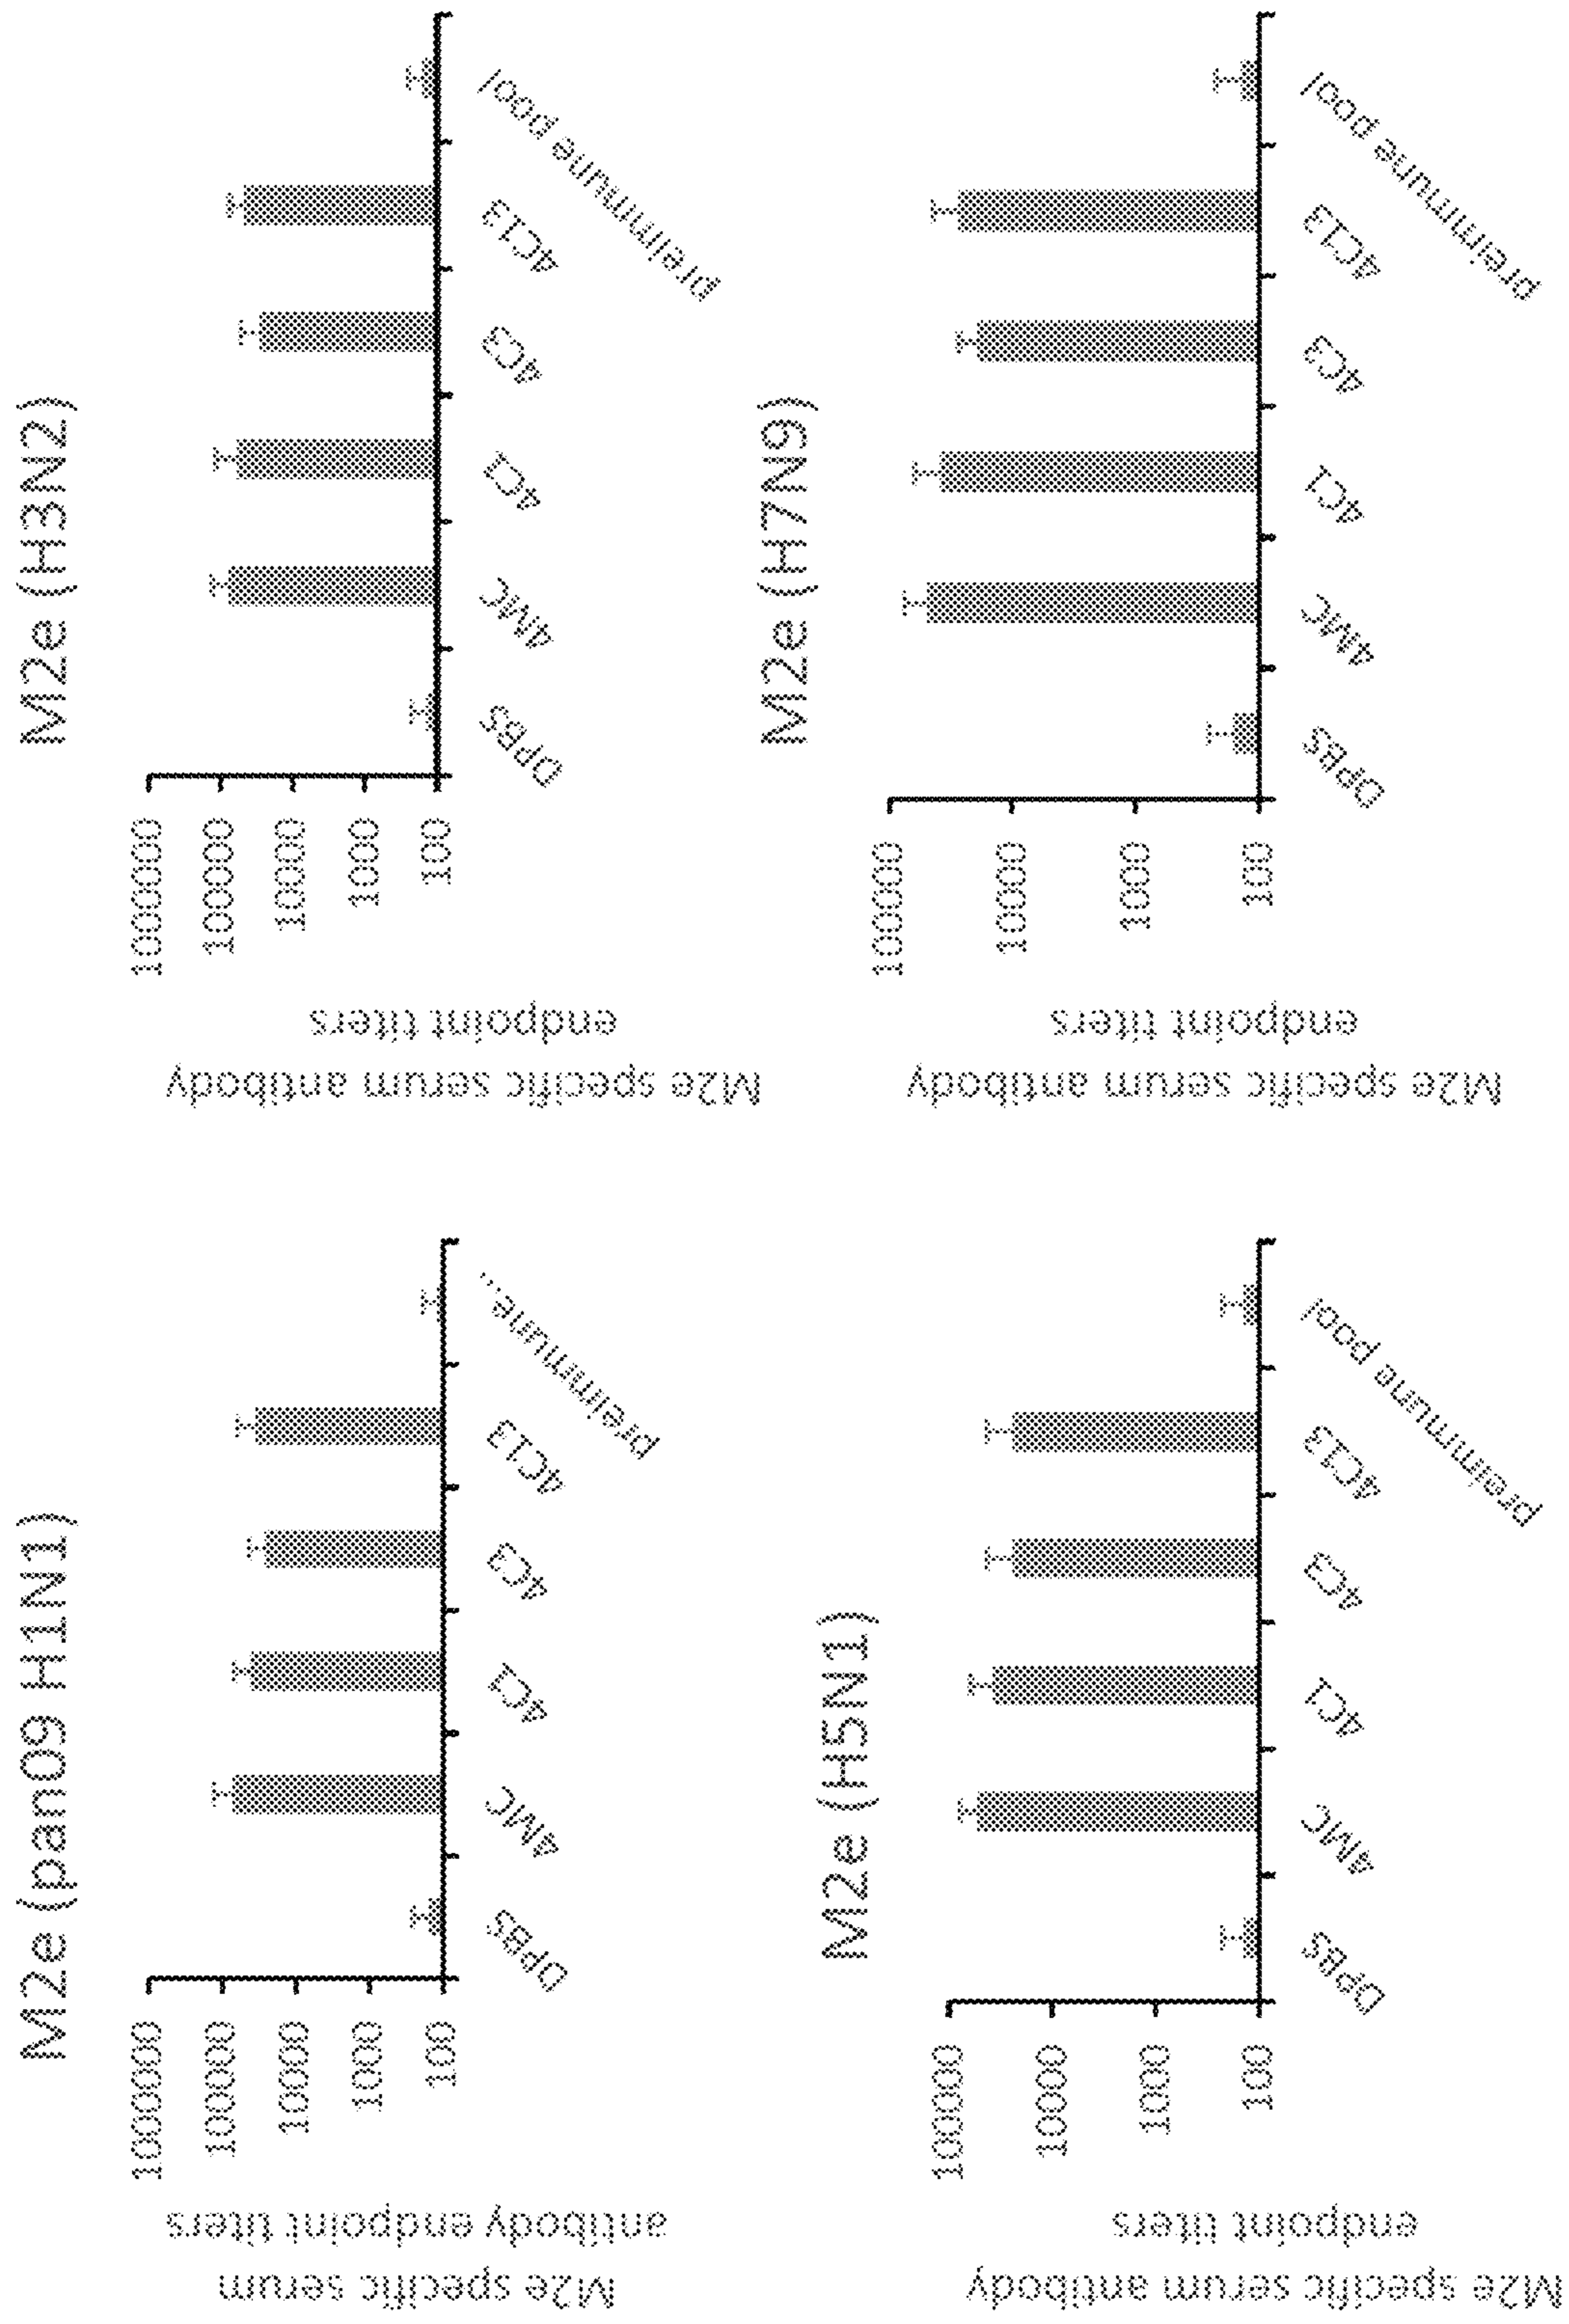 M2e (pan09 H1N1)
M2e specific serum
antibody endpoint titers
1000000
100000
10000
1000
100
DPBS
4MC
4C1
4C3
4C13
preimmune...
M2e (H3N2)
M2e specific serum antibody
endpoint titers
1000000
100000
10000
1000
100
DPBS
4MC
4C1
4C3
4C13
preimmune pool
M2e (H5N1)
M2e specific serum antibody
endpoint titers
100000
10000
1000
100
DPBS
4MC
4C1
4C3
4C13
preimmune pool
M2e (H7N9)
M2e specific serum antibody
endpoint titers
100000
10000
1000
100
DPBS
4MC
4C1
4C3
4C13
preimmune pool